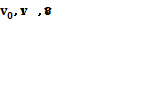 v₀, v , 8